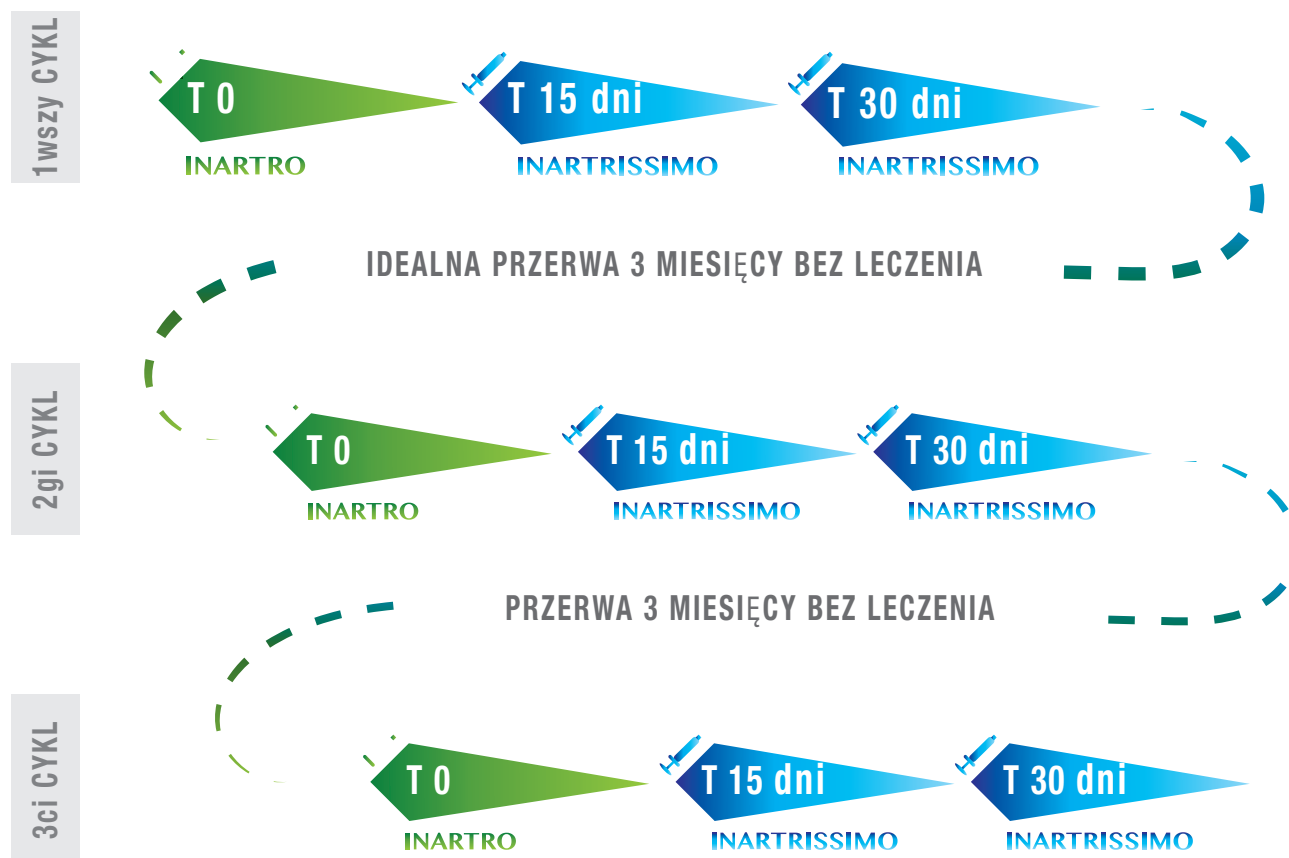 1wszy CYKL
T 0
T 15 dni
T 30 dni
INARTRO
INARTRISSIMO
INARTRISSIMO
IDEALNA PRZERWA 3 MIESIĘCY BEZ LECZENIA
2gi CYKL
T 0
T 15 dni
T 30 dni
INARTRO
INARTRISSIMO
INARTRISSIMO
PRZERWA 3 MIESIĘCY BEZ LECZENIA
3ci CYKL
T 0
T 15 dni
T 30 dni
INARTRO
INARTRISSIMO
INARTRISSIMO